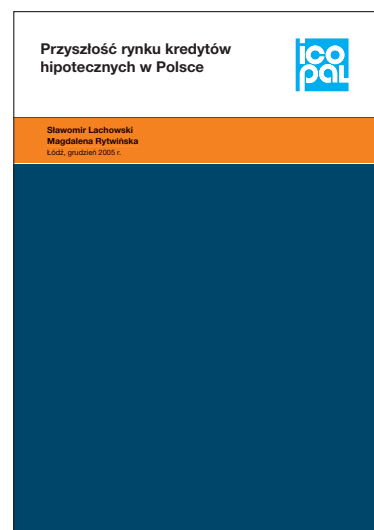 Przyszłość rynku kredytów
hipotecznych w Polsce
ico
pal
Sławomir Lachowski
Magdalena Rytwińska
Łódź, grudzień 2005 r.